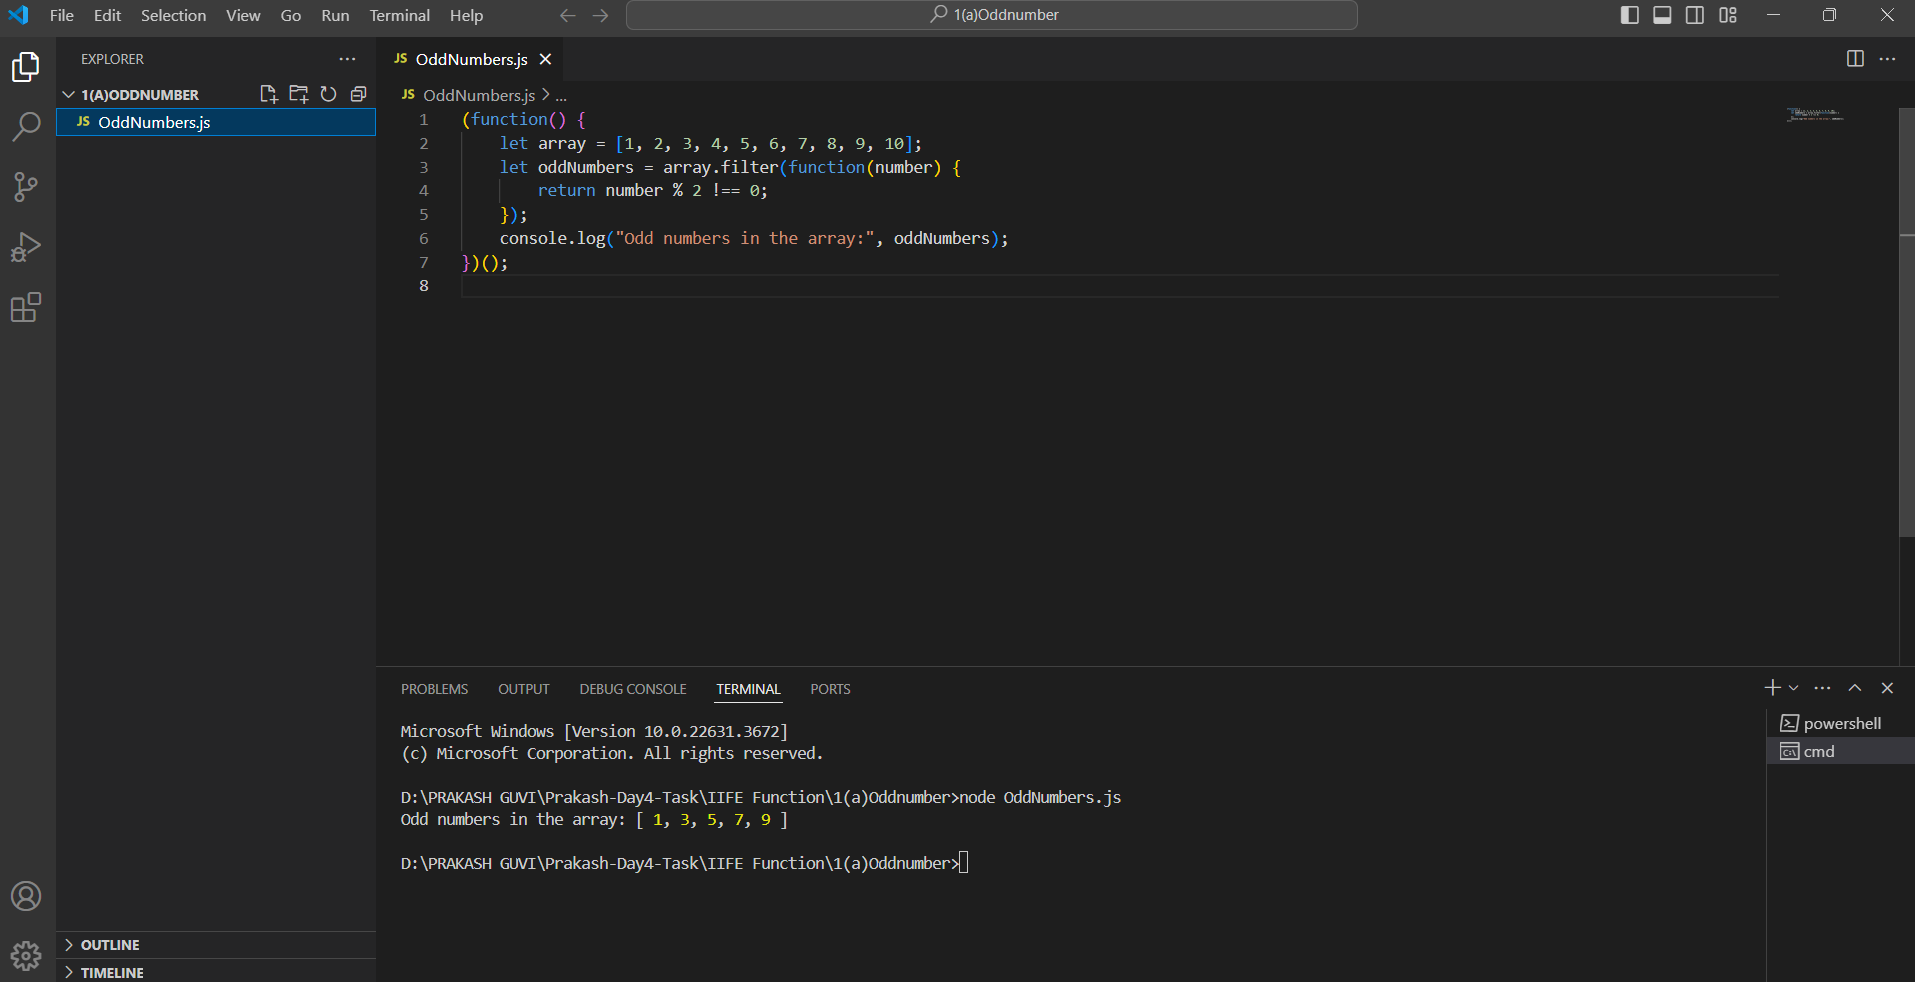 File Edit Selection View Go Run Terminal Help
1(a)Oddnumber
EXPLORER
1(A)ODDNUMBER
JS OddNumbers.js
JS OddNumbers.js
JS OddNumbers.js > ...
1 (function() {
2     let array = [1, 2, 3, 4, 5, 6, 7, 8, 9, 10];
3     let oddNumbers = array.filter(function(number) {
4         return number % 2 !== 0;
5     });
6     console.log("Odd numbers in the array:", oddNumbers);
7 })();
8
PROBLEMS OUTPUT DEBUG CONSOLE TERMINAL PORTS
Microsoft Windows [Version 10.0.22631.3672]
(c) Microsoft Corporation. All rights reserved.
D:\PRAKASH GUVI\Prakash-Day4-Task\IIFE Function\1(a)Oddnumber>node OddNumbers.js
Odd numbers in the array: [ 1, 3, 5, 7, 9 ]
D:\PRAKASH GUVI\Prakash-Day4-Task\IIFE Function\1(a)Oddnumber>
powershell
cmd
OUTLINE
TIMELINE